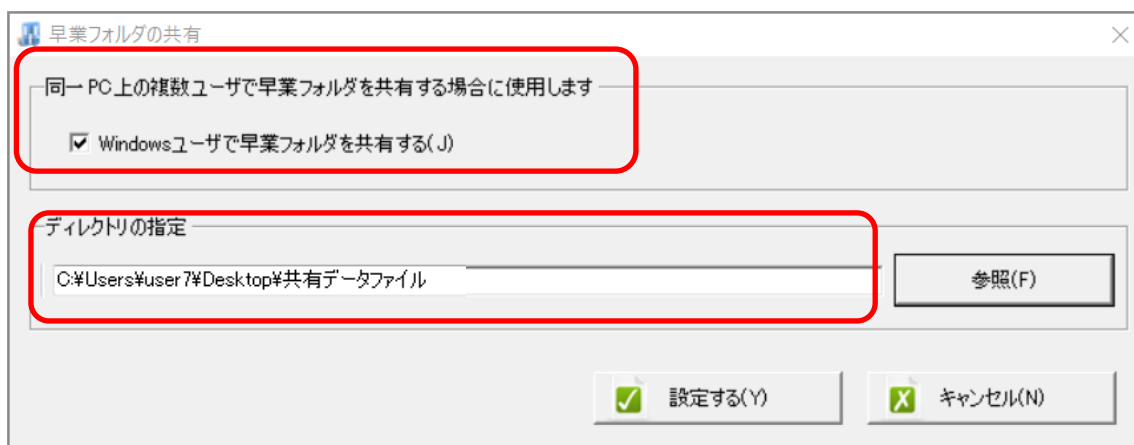 早業フォルダの共有
同一PC上の複数ユーザで早業フォルダを共有する場合に使用します
Windowsユーザで早業フォルダを共有する(J)
ディレクトリの指定
C:¥Users¥user7¥Desktop¥共有データファイル
参照(F)
設定する(Y)
キャンセル(N)